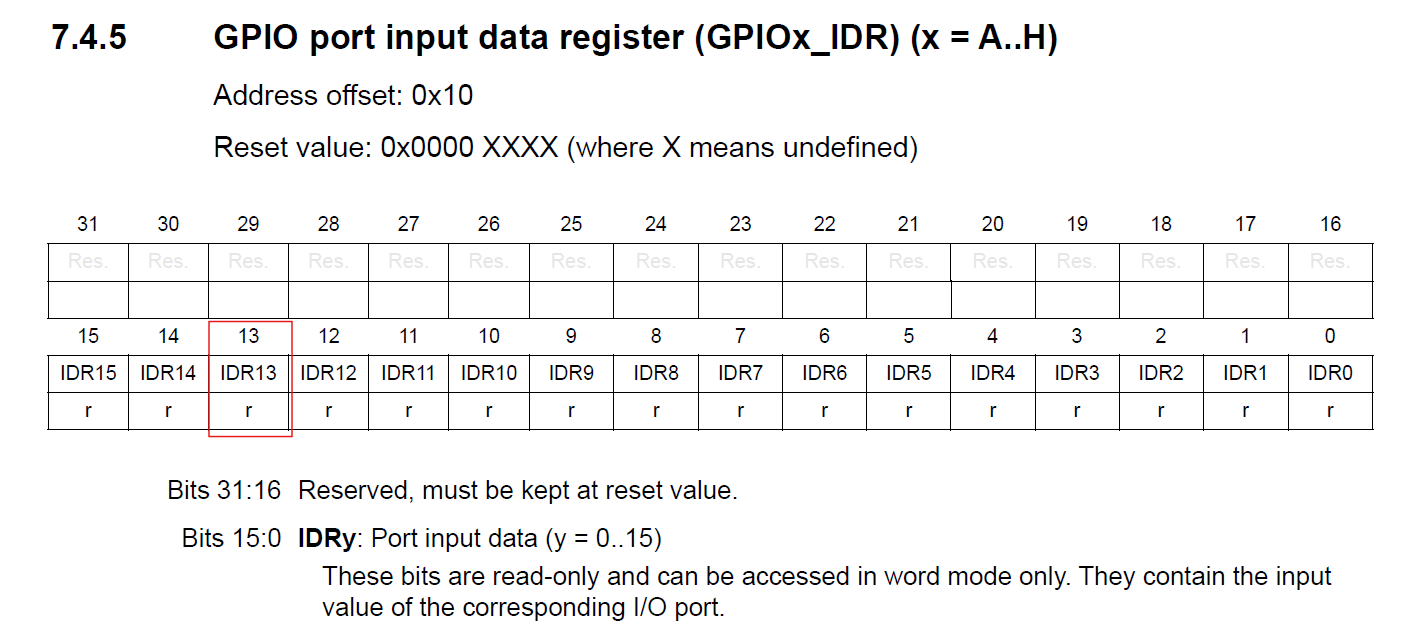 7.4.5 GPIO port input data register (GPIOx_IDR) (x = A..H)
Address offset: 0x10
Reset value: 0x0000 XXXX (where X means undefined)
31 30 29 28 27 26 25 24 23 22 21 20 19 18 17 16
Res. Res. Res. Res. Res. Res. Res. Res. Res. Res. Res. Res. Res. Res. Res. Res.
15 14 13 12 11 10 9 8 7 6 5 4 3 2 1 0
IDR15 IDR14 IDR13 IDR12 IDR11 IDR10 IDR9 IDR8 IDR7 IDR6 IDR5 IDR4 IDR3 IDR2 IDR1 IDR0
r r r r r r r r r r r r r r r r
Bits 31:16 Reserved, must be kept at reset value.
Bits 15:0 IDRy: Port input data (y = 0..15)
These bits are read-only and can be accessed in word mode only. They contain the input
value of the corresponding I/O port.